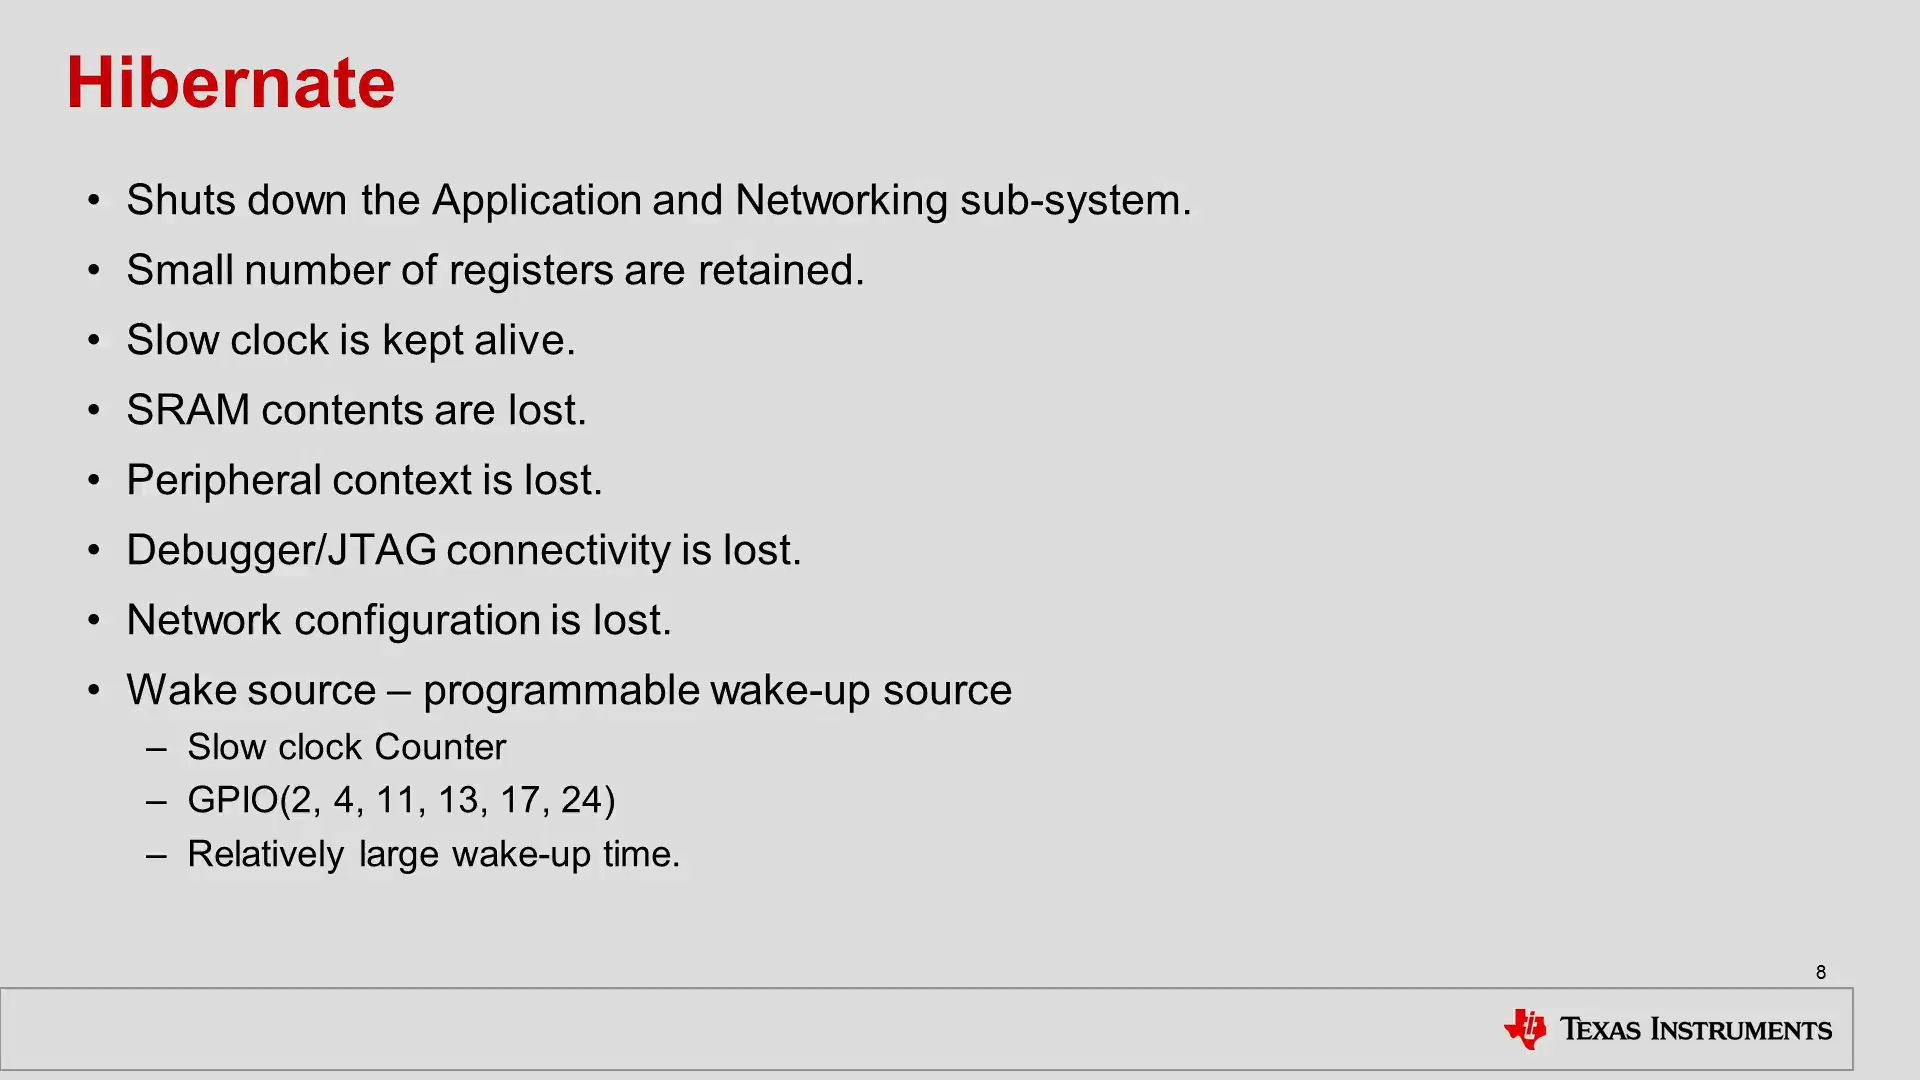 Hibernate
• Shuts down the Application and Networking sub-system.
• Small number of registers are retained.
• Slow clock is kept alive.
• SRAM contents are lost.
• Peripheral context is lost.
• Debugger/JTAG connectivity is lost.
• Network configuration is lost.
• Wake source – programmable wake-up source
– Slow clock Counter
– GPIO(2, 4, 11, 13, 17, 24)
– Relatively large wake-up time.
8
TEXAS INSTRUMENTS